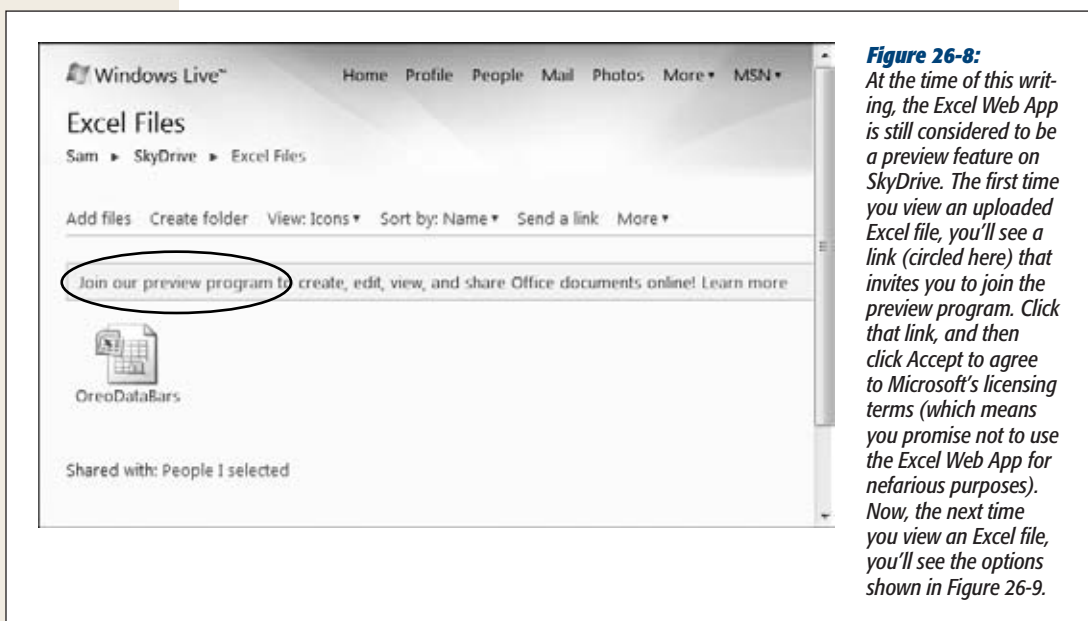 Windows Live™ Home Profile People Mail Photos More ▾ MSN ▾
Excel Files
Sam ▸ SkyDrive ▸ Excel Files
Add files Create folder View: Icons ▾ Sort by: Name ▾ Send a link More ▾
Join our preview program to create, edit, view, and share Office documents online! Learn more
OreoDataBars
Shared with: People I selected
Figure 26-8:
At the time of this writ-
ing, the Excel Web App
is still considered to be
a preview feature on
SkyDrive. The first time
you view an uploaded
Excel file, you’ll see a
link (circled here) that
invites you to join the
preview program. Click
that link, and then
click Accept to agree
to Microsoft’s licensing
terms (which means
you promise not to use
the Excel Web App for
nefarious purposes).
Now, the next time
you view an Excel file,
you’ll see the options
shown in Figure 26-9.